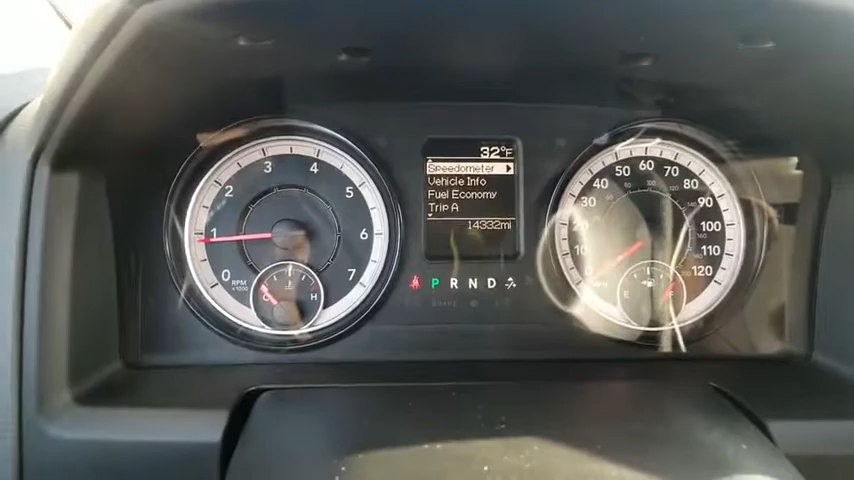 32°F
Speedometer
Vehicle Info
Fuel Economy
Trip A
14332mi
0 1 2 3 4 5 6 7
RPM
x1000
C H
P R N D
20 30 40 50 60 70 80 90 100 110 120
E F